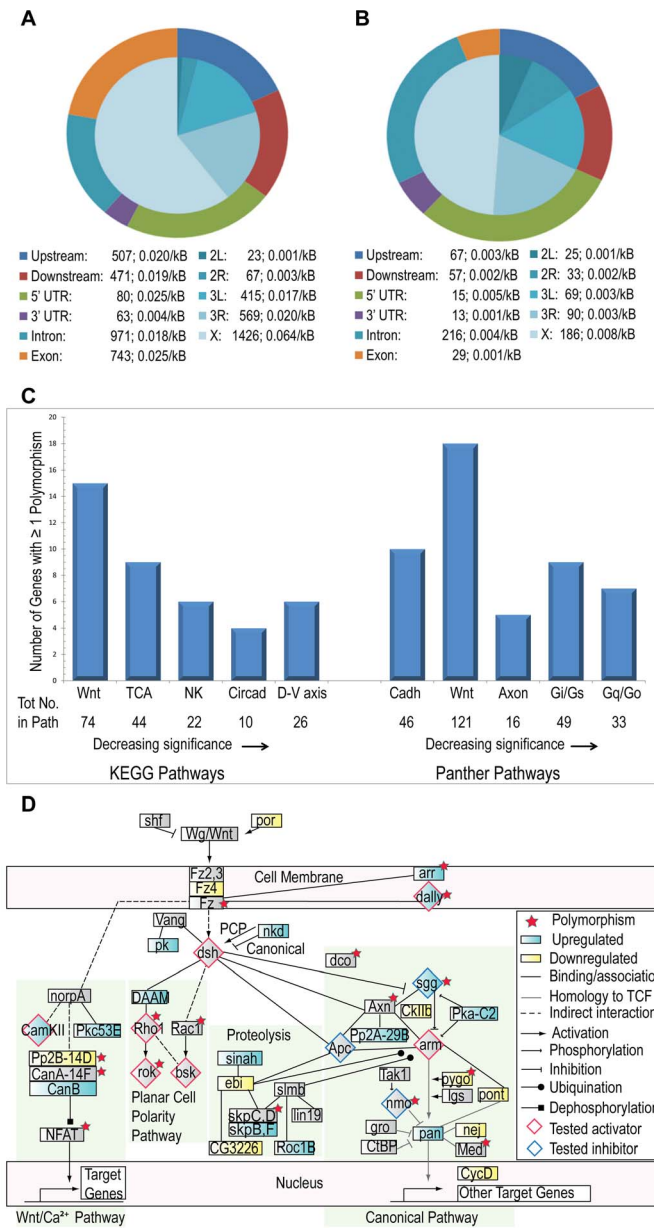 A
B
Upstream: 507; 0.020/kB 2L: 23; 0.001/kB
Downstream: 471; 0.019/kB 2R: 67; 0.003/kB
5' UTR: 80; 0.025/kB 3L: 415; 0.017/kB
3' UTR: 63; 0.004/kB 3R: 569; 0.020/kB
Intron: 971; 0.018/kB X: 1426; 0.064/kB
Exon: 743; 0.025/kB
Upstream: 67; 0.003/kB 2L: 25; 0.001/kB
Downstream: 57; 0.002/kB 2R: 33; 0.002/kB
5' UTR: 15; 0.005/kB 3L: 69; 0.003/kB
3' UTR: 13; 0.001/kB 3R: 90; 0.003/kB
Intron: 216; 0.004/kB X: 186; 0.008/kB
Exon: 29; 0.001/kB
C
Number of Genes with ≥ 1 Polymorphism
20
18
16
14
12
10
8
6
4
2
0
Wnt TCA NK Circad D-V axis Cadh Wnt Axon Gi/Gs Gq/Go
Tot No. in Path
74 44 22 10 26 46 121 16 49 33
Decreasing significance → Decreasing significance →
KEGG Pathways Panther Pathways
D
shf
por
Wg/Wnt
Fz2,3
Fz4
Fz
Cell Membrane
arr
dally
Vang
pk
PCP
nkd
Canonical
dsh
dco
norpA
CamKII
Pkc53E
Pp2B-14D
CanA-14F
CanB
NFAT
DAAM
Rho1
Rac1
rok
bsk
Planar Cell
Polarity
Pathway
Proteolysis
sinah
ebi
slmb
skpC,D
skpB,F
lin19
CG3226
Roc1B
sgg
Axn
CkIIb
Pp2A-29B
Pka-C2
Apc
arm
Tak1
nmo
pygo
lgs
pont
gro
CtBP
pan
nej
Med
CycD
Target
Genes
Nucleus
Other Target Genes
Wnt/Ca²⁺ Pathway
Canonical Pathway
Polymorphism
Upregulated
Downregulated
Binding/association
Homology to TCF
Indirect interaction
Activation
Phosphorylation
Inhibition
Ubiquination
Dephosphorylation
Tested activator
Tested inhibitor